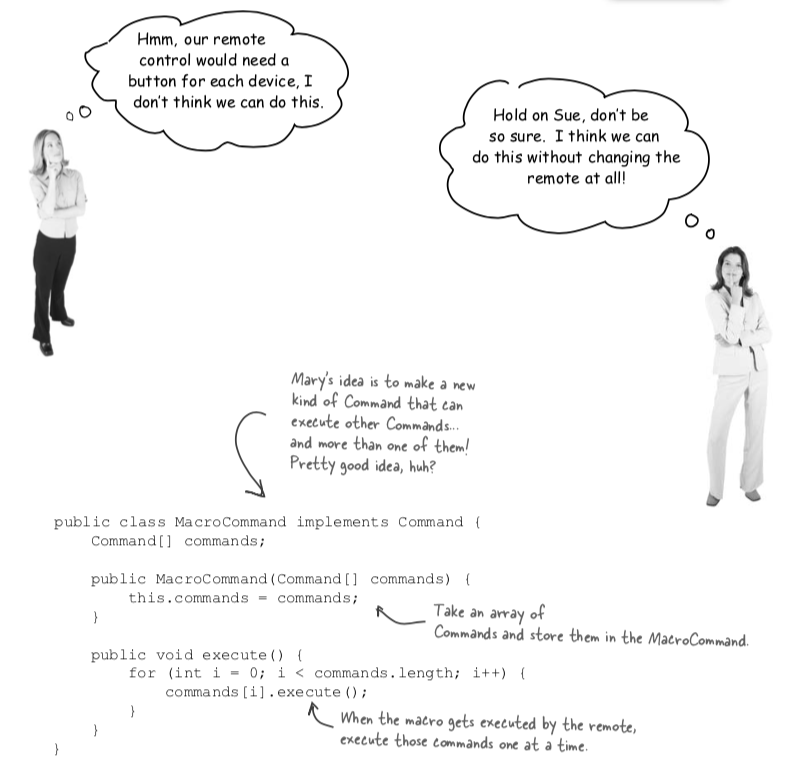 Hmm, our remote
control would need a
button for each device, I
don't think we can do this.
Hold on Sue, don't be
so sure. I think we can
do this without changing the
remote at all!
Mary's idea is to make a new
kind of Command that can
execute other Commands...
and more than one of them!
Pretty good idea, huh?
public class MacroCommand implements Command {
    Command[] commands;
    public MacroCommand(Command[] commands) {
        this.commands = commands;
    }
Take an array of
Commands and store them in the MacroCommand.
    public void execute() {
        for (int i = 0; i < commands.length; i++) {
            commands[i].execute();
        }
    }
}
When the macro gets executed by the remote,
execute those commands one at a time.